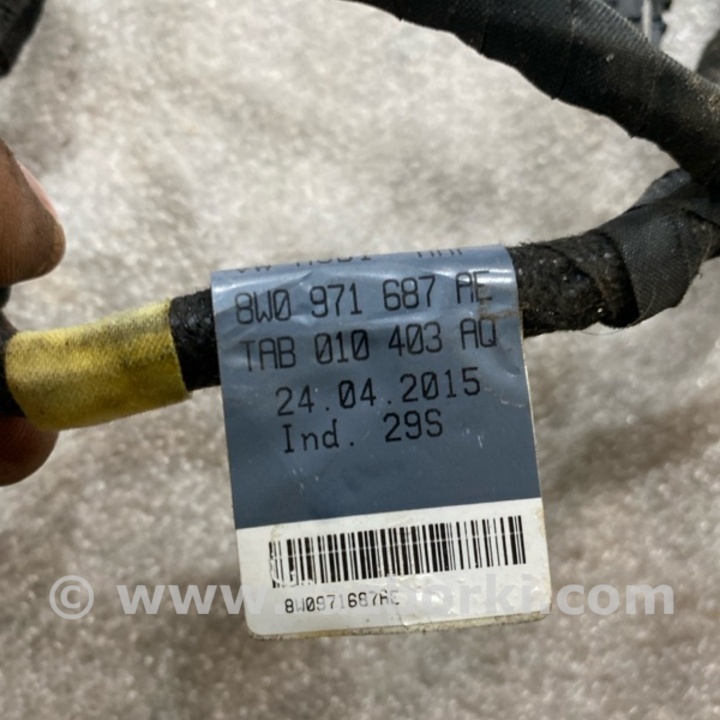 8W0 971 687 AE
TAB 010 403 AQ
24.04.2015
Ind. 29S
8W0971687AE